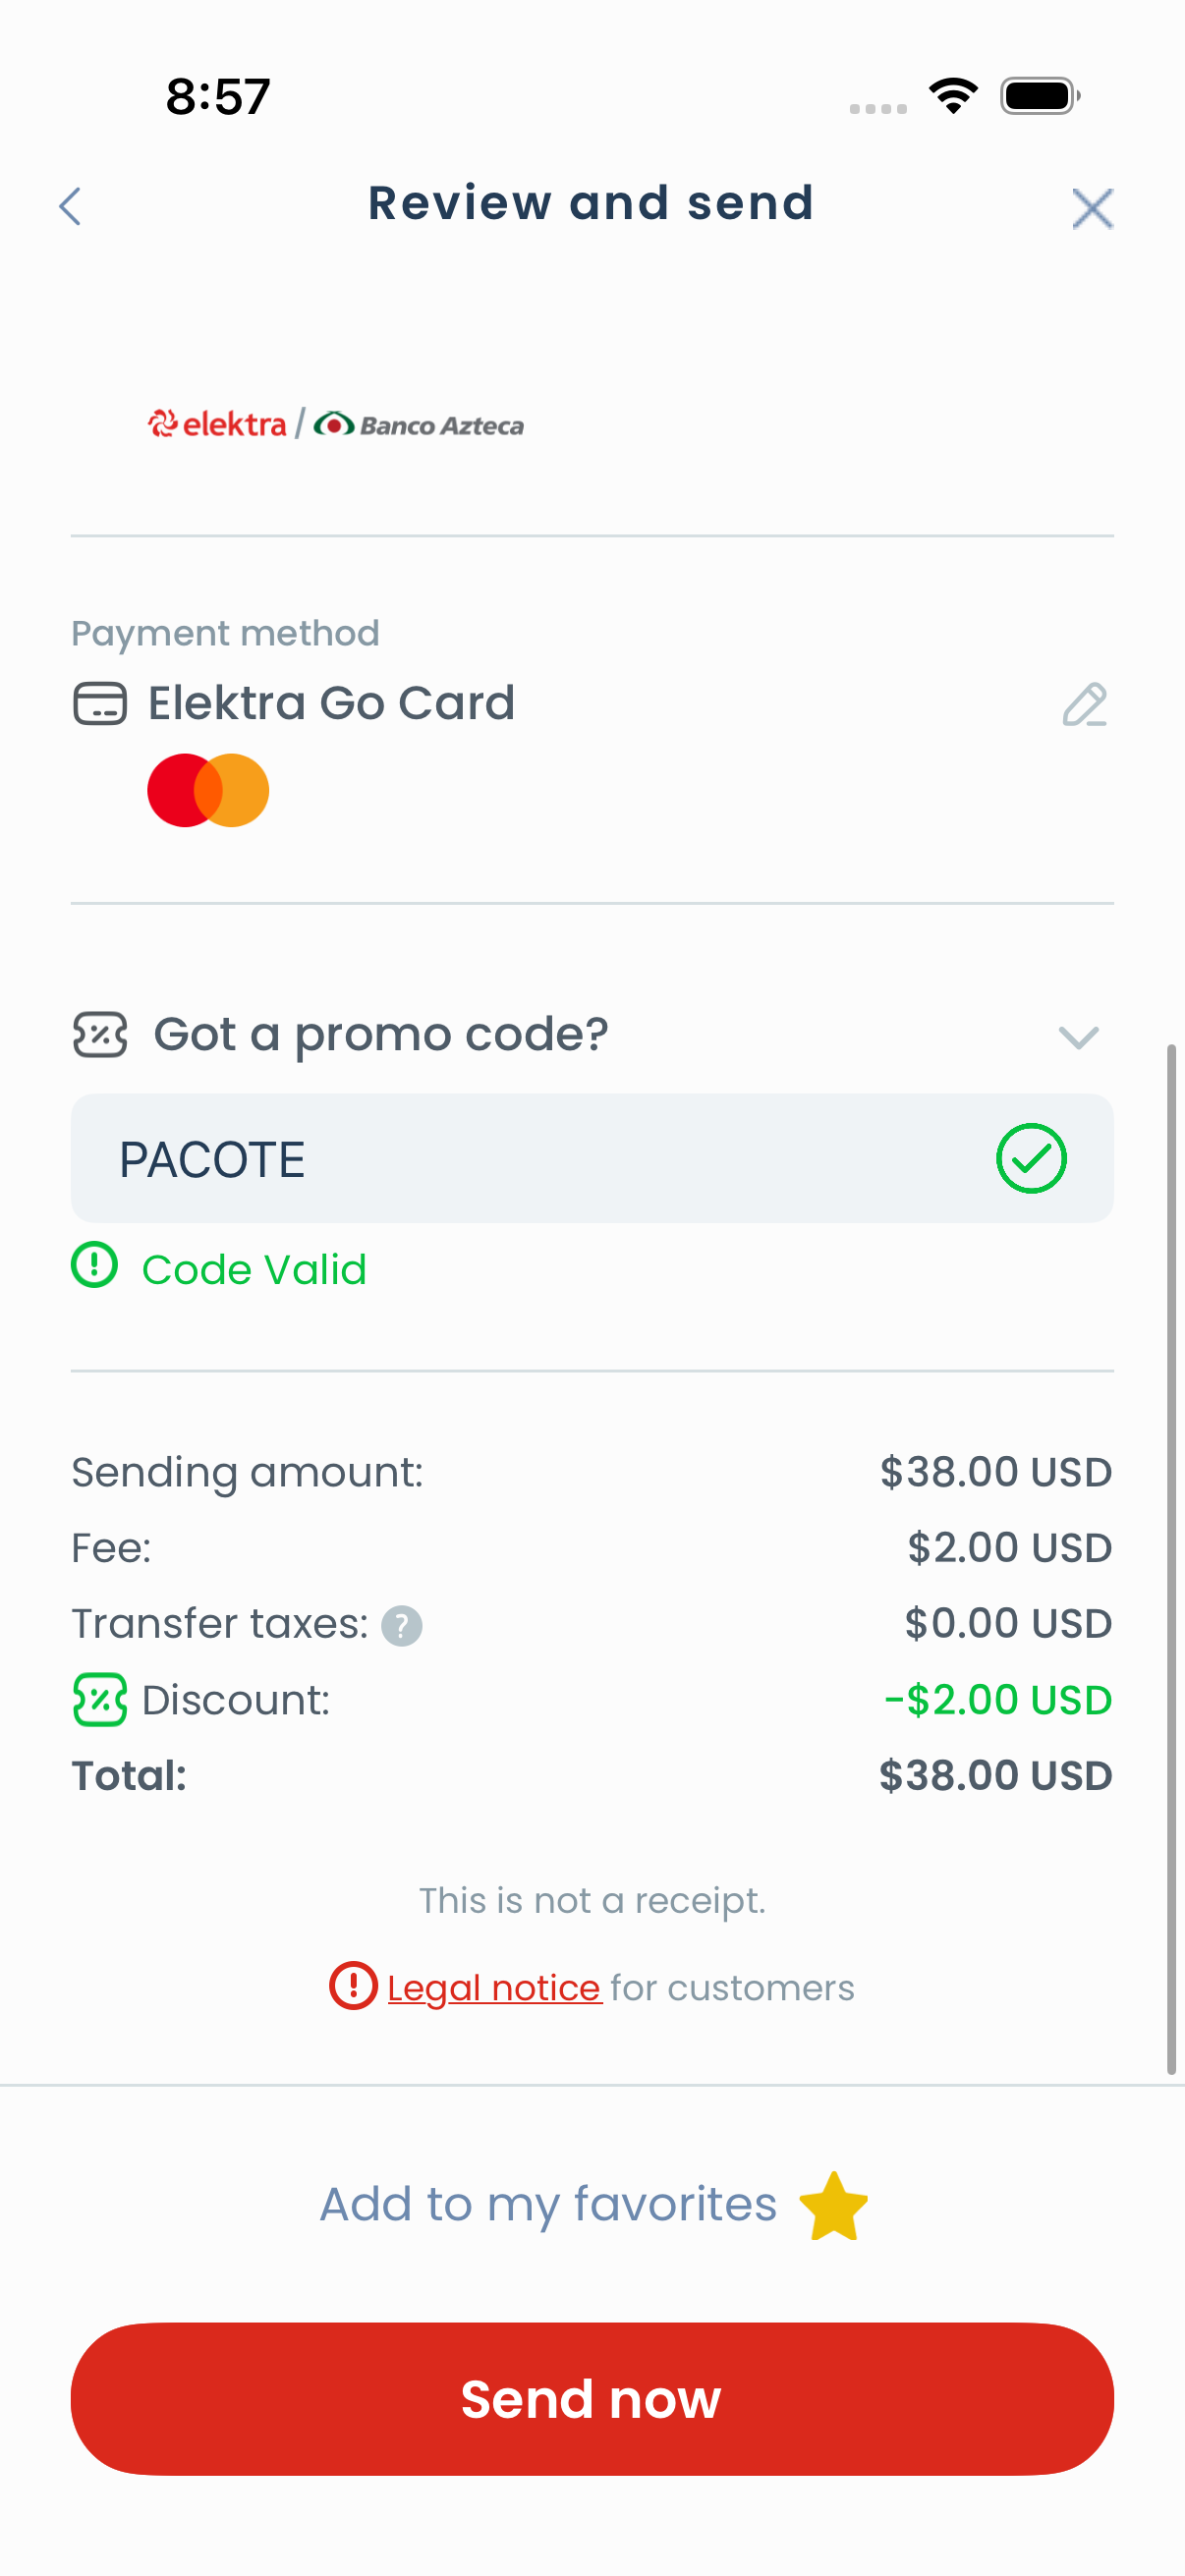 8:57
Review and send
elektra / Banco Azteca
Payment method
Elektra Go Card
Got a promo code?
PACOTE
Code Valid
Sending amount: $38.00 USD
Fee: $2.00 USD
Transfer taxes: ? $0.00 USD
Discount: -$2.00 USD
Total: $38.00 USD
This is not a receipt.
Legal notice for customers
Add to my favorites
Send now